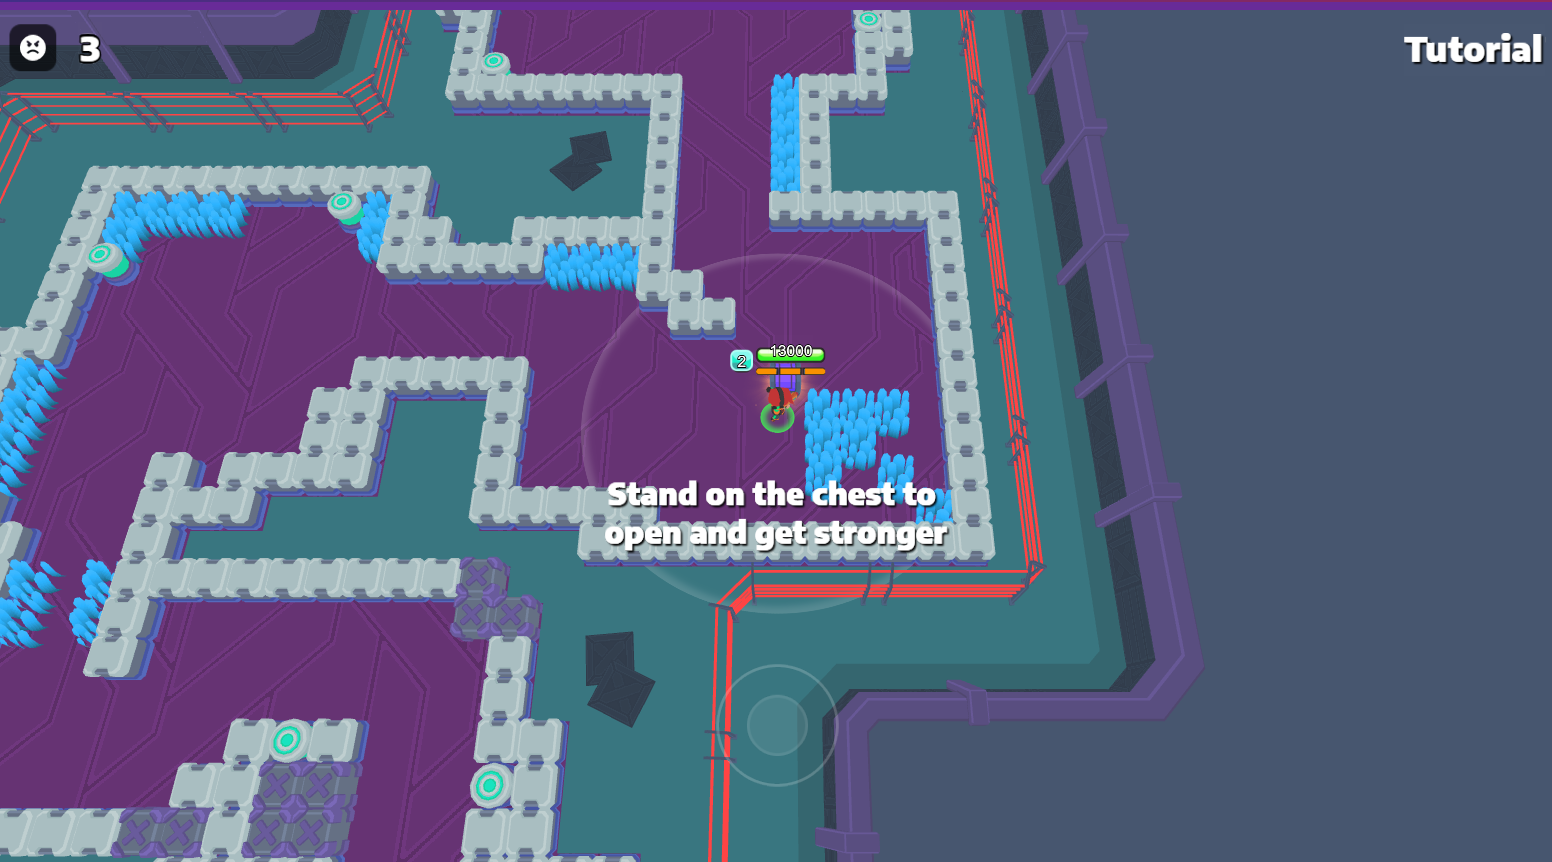 3
Tutorial
13000
2
Stand on the chest to
open and get stronger